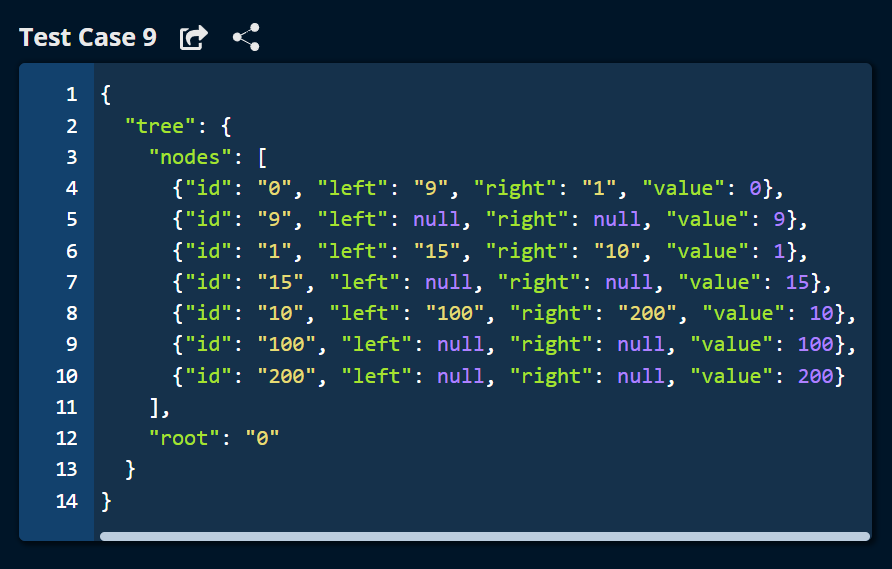 Test Case 9
1 {
2   "tree": {
3     "nodes": [
4       {"id": "0", "left": "9", "right": "1", "value": 0},
5       {"id": "9", "left": null, "right": null, "value": 9},
6       {"id": "1", "left": "15", "right": "10", "value": 1},
7       {"id": "15", "left": null, "right": null, "value": 15},
8       {"id": "10", "left": "100", "right": "200", "value": 10},
9       {"id": "100", "left": null, "right": null, "value": 100},
10       {"id": "200", "left": null, "right": null, "value": 200}
11     ],
12     "root": "0"
13   }
14 }